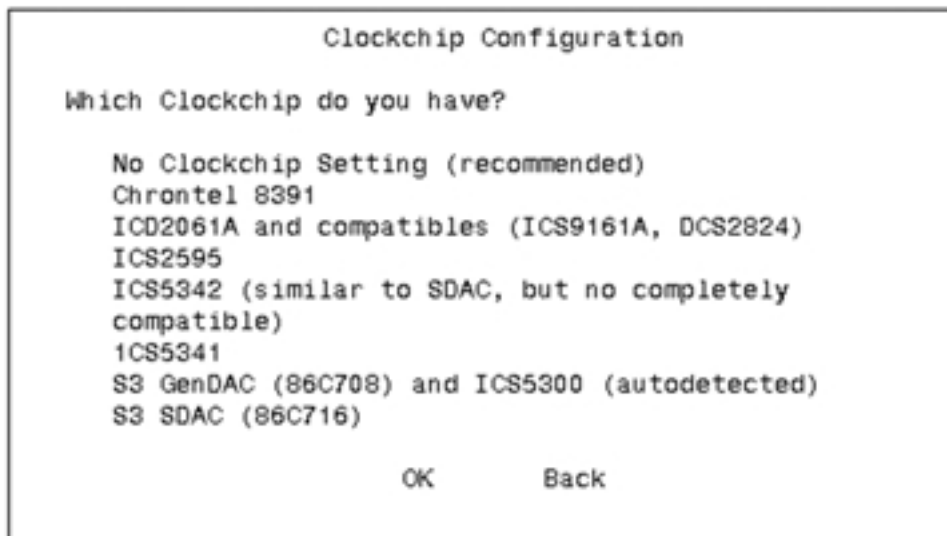 Clockchip Configuration
Which Clockchip do you have?
No Clockchip Setting (recommended)
Chrontel 8391
ICD2061A and compatibles (ICS9161A, DCS2824)
ICS2595
ICS5342 (similar to SDAC, but no completely
compatible)
1CS5341
S3 GenDAC (86C708) and ICS5300 (autodetected)
S3 SDAC (86C716)
OK Back